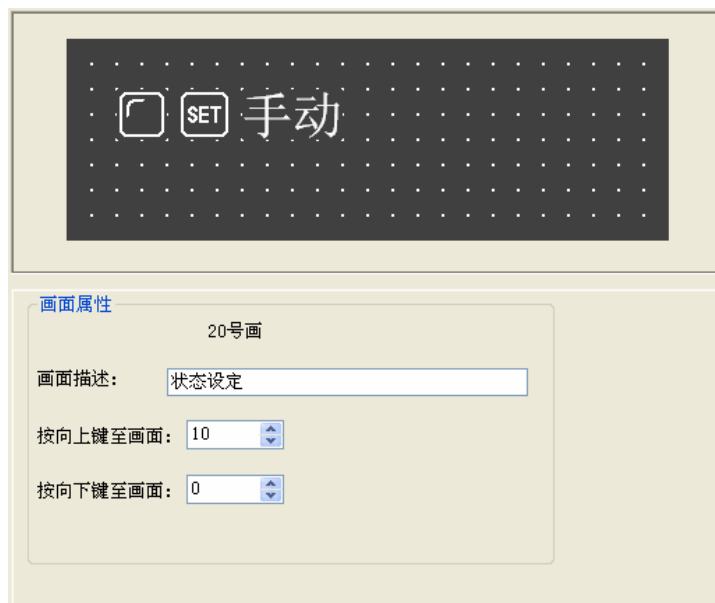 SET 手动
画面属性
20号画
画面描述： 状态设定
按向上键至画面： 10
按向下键至画面： 0